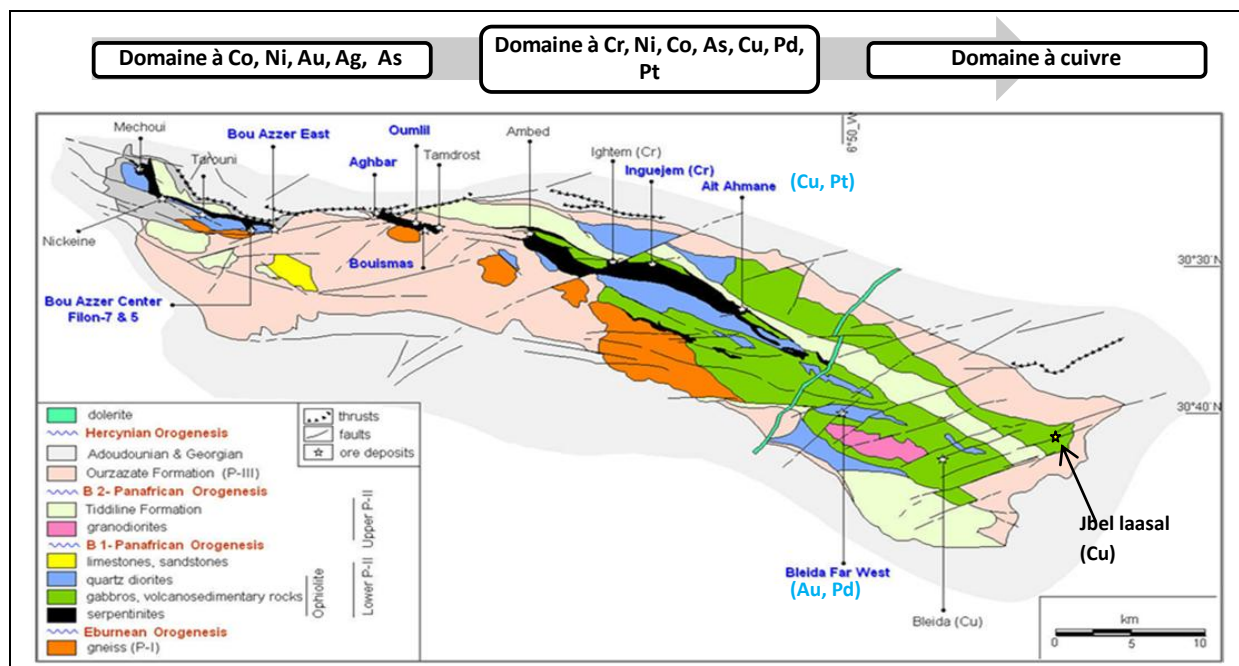 Domaine à Co, Ni, Au, Ag, As
Domaine à Cr, Ni, Co, As, Cu, Pd,
Pt
Domaine à cuivre
Mechoui
Tarouni
Bou Azzer East
Oumlil
Aghbar
Tamdrost
Ambed
Ightem (Cr)
Inguejem (Cr)
Ait Ahmane
(Cu, Pt)
6°50_W
Nickeine
Bouismas
Bou Azzer Center
Filon-7 & 5
30°30´N
30°40´N
Jbel laasal
(Cu)
Bleida Far West
(Au, Pd)
Bleida (Cu)
dolerite
Hercynian Orogenesis
Adoudounian & Georgian
Ourzazate Formation (P-III)
B 2- Panafrican Orogenesis
Tiddiline Formation
granodiorites
B 1- Panafrican Orogenesis
limestones, sandstones
quartz diorites
gabbros, volcanosedimentary rocks
serpentinites
Eburnean Orogenesis
gneiss (P-I)
Ophiolite
Lower P-II
Upper P-II
thrusts
faults
ore deposits
km
0 5 10